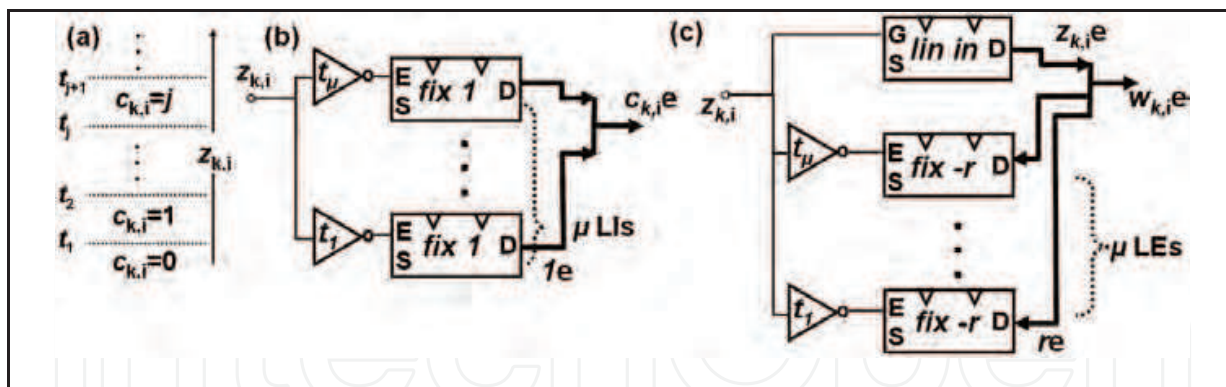 (a)
t_{j+1}
c_{k,i}=j
t_j
z_{k,i}
t_2
c_{k,i}=1
t_1
c_{k,i}=0
(b)
z_{k,i}
t_μ
E
S
fix 1
D
c_{k,i}e
t_1
E
S
fix 1
D
μ LIs
1e
(c)
z_{k,i}
G
S
lin in
D
z_{k,i}e
w_{k,i}e
t_μ
E
S
fix -r
D
μ LEs
t_1
E
S
fix -r
D
re
intechopen